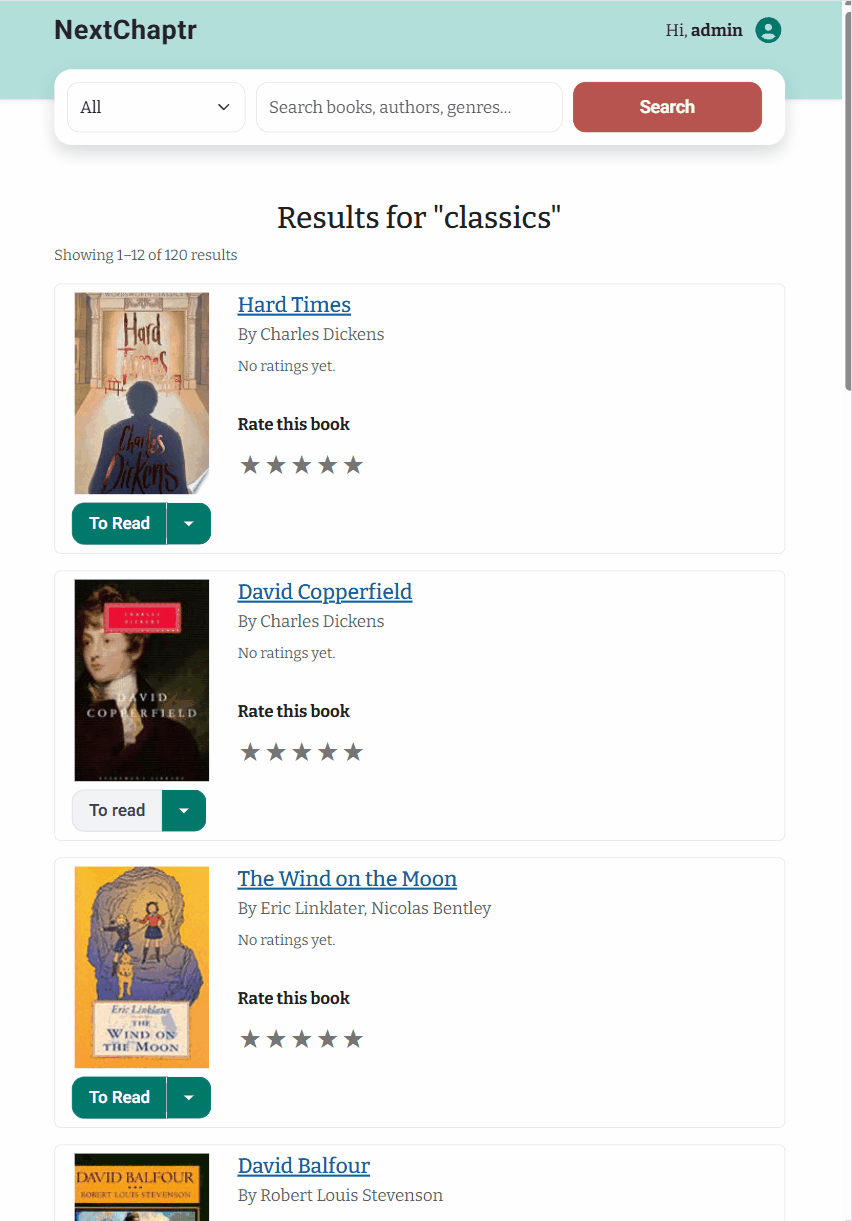 NextChaptr
Hi, admin
All
Search books, authors, genres...
Search
Results for "classics"
Showing 1–12 of 120 results
WORDSWORTH CLASSICS
Hard
Times
Charles
Dickens
Hard Times
By Charles Dickens
No ratings yet.
Rate this book
★ ★ ★ ★ ★
To Read
CHARLES
DICKENS
DAVID
COPPERFIELD
EVERYMAN'S LIBRARY
David Copperfield
By Charles Dickens
No ratings yet.
Rate this book
★ ★ ★ ★ ★
To read
Eric Linklater
THE
WIND ON
THE MOON
The Wind on the Moon
By Eric Linklater, Nicolas Bentley
No ratings yet.
Rate this book
★ ★ ★ ★ ★
To Read
DAVID BALFOUR
ROBERT LOUIS STEVENSON
David Balfour
By Robert Louis Stevenson